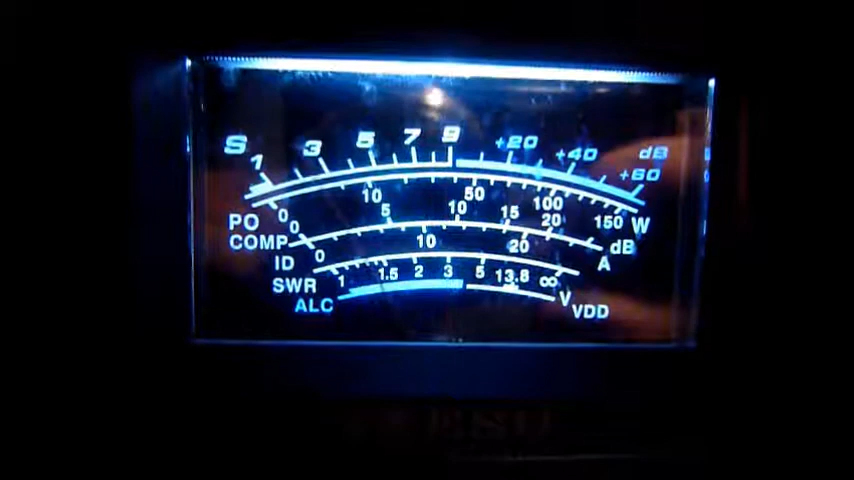 S 1 3 5 7 9 +20 +40 +60 dB
PO 0 10 50 100 150 W
COMP 0 5 10 15 20 dB
ID 0 10 20 A
SWR 1 1.5 2 3 5 ∞
ALC 13.8 V VDD